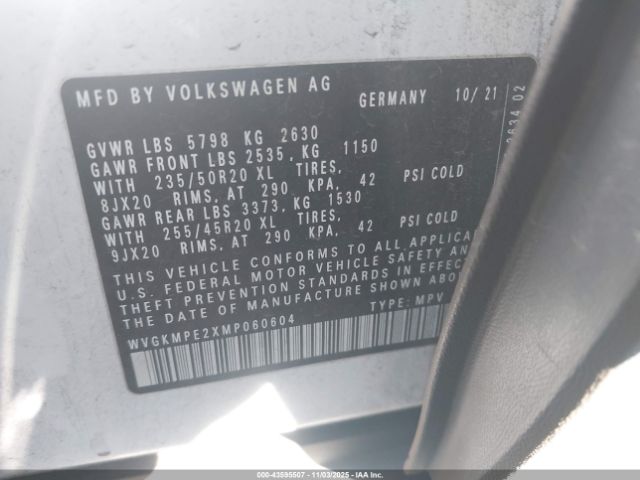 MFD BY VOLKSWAGEN AG GERMANY 10/21
GVWR LBS 5798 KG 2630
GAWR FRONT LBS 2535, KG 1150
WITH 235/50R20 XL TIRES,
8JX20 RIMS, AT 290 KPA, 42 PSI COLD
GAWR REAR LBS 3373, KG 1530
WITH 255/45R20 XL TIRES,
9JX20 RIMS, AT 290 KPA, 42 PSI COLD
THIS VEHICLE CONFORMS TO ALL APPLICA
U.S. FEDERAL MOTOR VEHICLE SAFETY AN
THEFT PREVENTION STANDARDS IN EFFEC
THE DATE OF MANUFACTURE SHOWN ABO
WVGKMPE2XMP060604 TYPE: MPV
2634 02
000-43595507 - 11/03/2025 - IAA Inc.